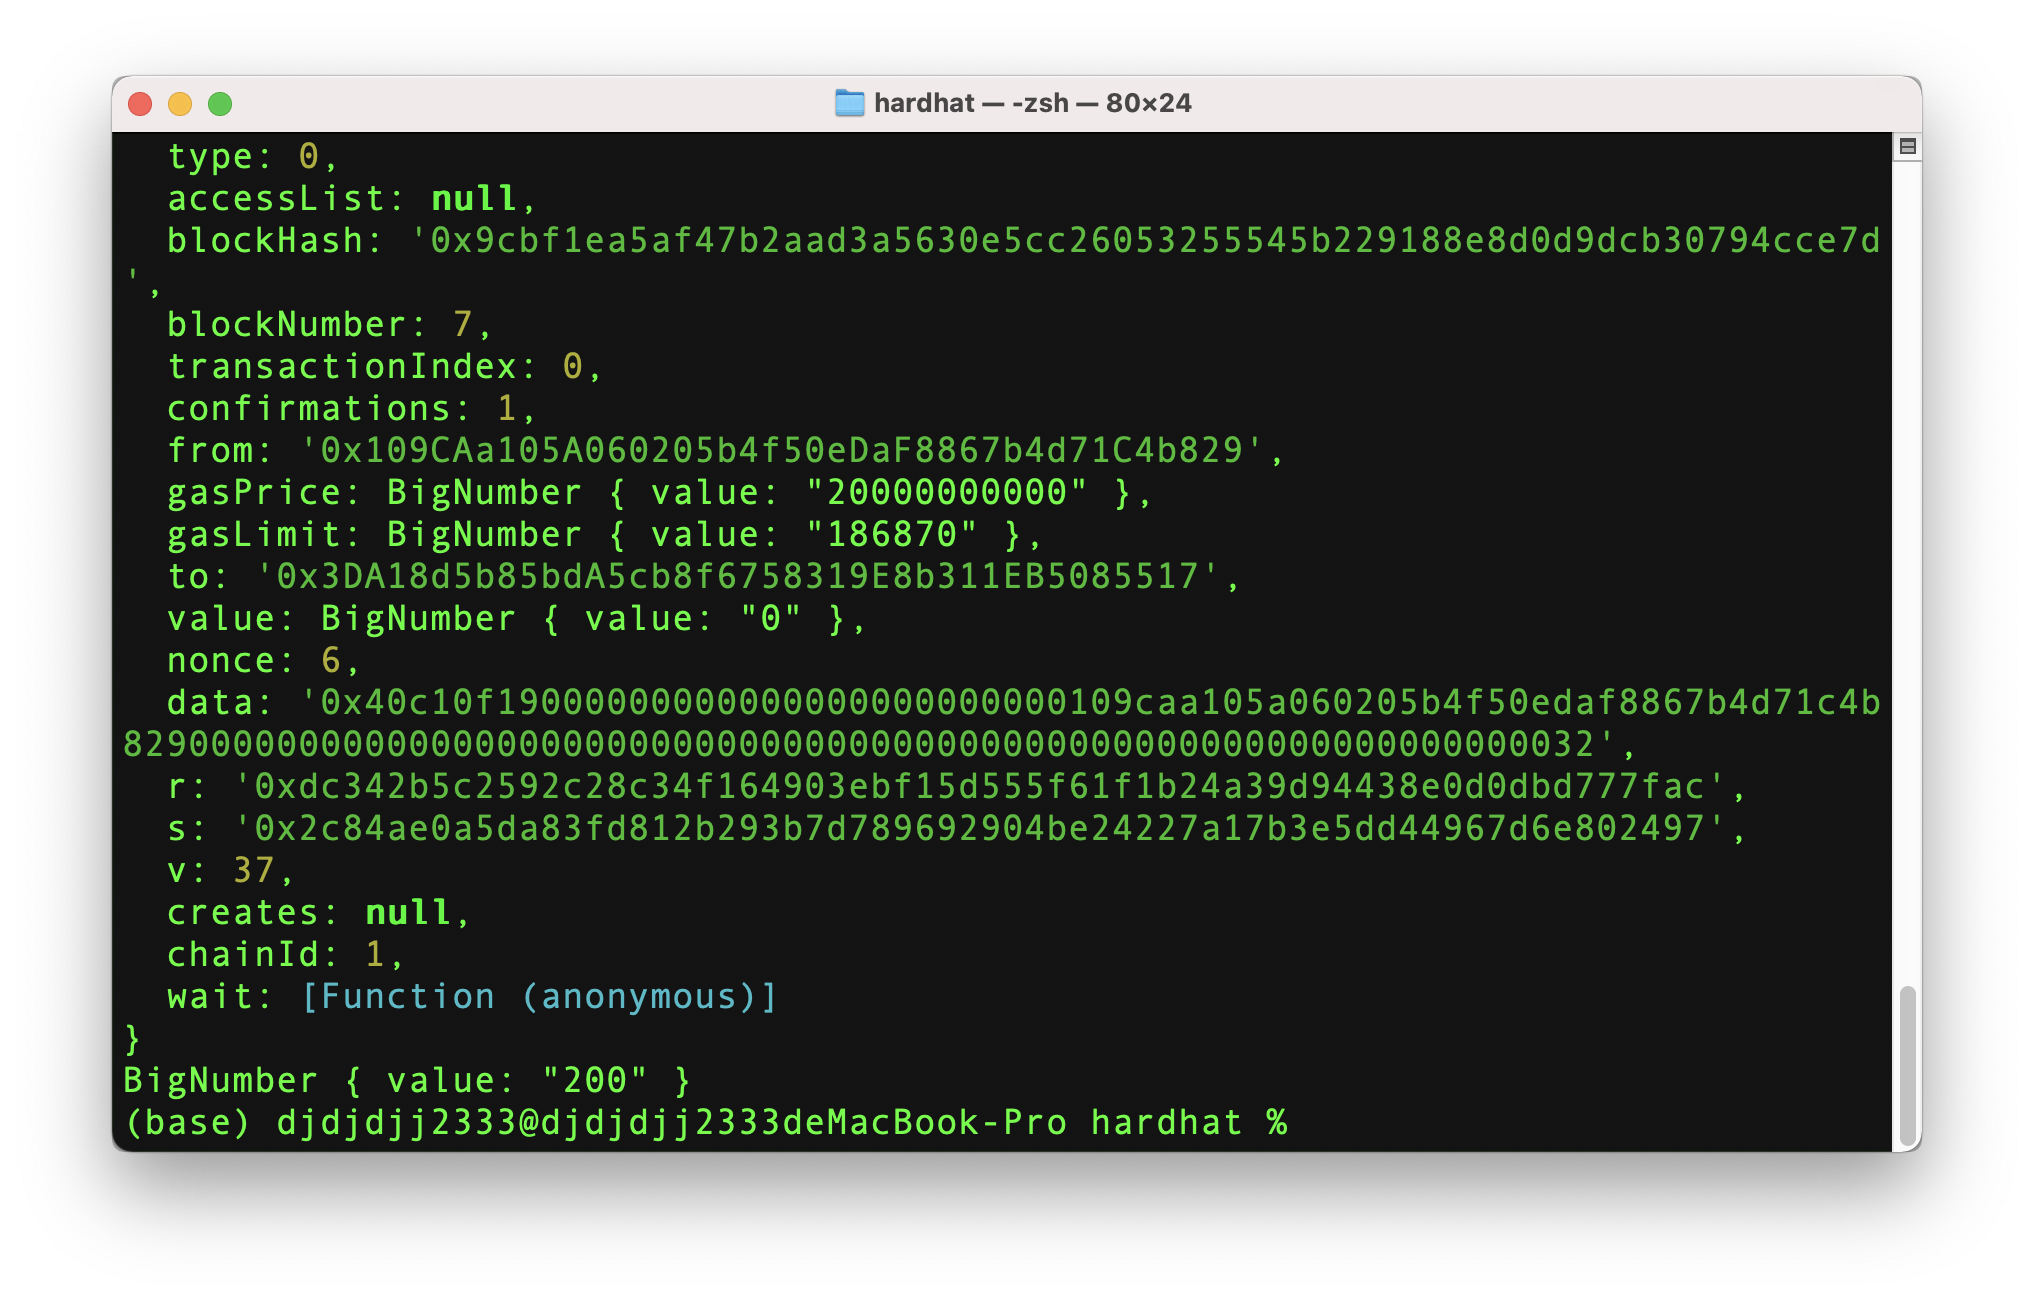 hardhat — -zsh — 80×24
type: 0,
accessList: null,
blockHash: '0x9cbf1ea5af47b2aad3a5630e5cc26053255545b229188e8d0d9dcb30794cce7d
',
blockNumber: 7,
transactionIndex: 0,
confirmations: 1,
from: '0x109CAa105A060205b4f50eDaF8867b4d71C4b829',
gasPrice: BigNumber { value: "20000000000" },
gasLimit: BigNumber { value: "186870" },
to: '0x3DA18d5b85bdA5cb8f6758319E8b311EB5085517',
value: BigNumber { value: "0" },
nonce: 6,
data: '0x40c10f19000000000000000000000000109caa105a060205b4f50edaf8867b4d71c4b
8290000000000000000000000000000000000000000000000000000000000000032',
r: '0xdc342b5c2592c28c34f164903ebf15d555f61f1b24a39d94438e0d0dbd777fac',
s: '0x2c84ae0a5da83fd812b293b7d789692904be24227a17b3e5dd44967d6e802497',
v: 37,
creates: null,
chainId: 1,
wait: [Function (anonymous)]
}
BigNumber { value: "200" }
(base) djdjdjj2333@djdjdjj2333deMacBook-Pro hardhat %